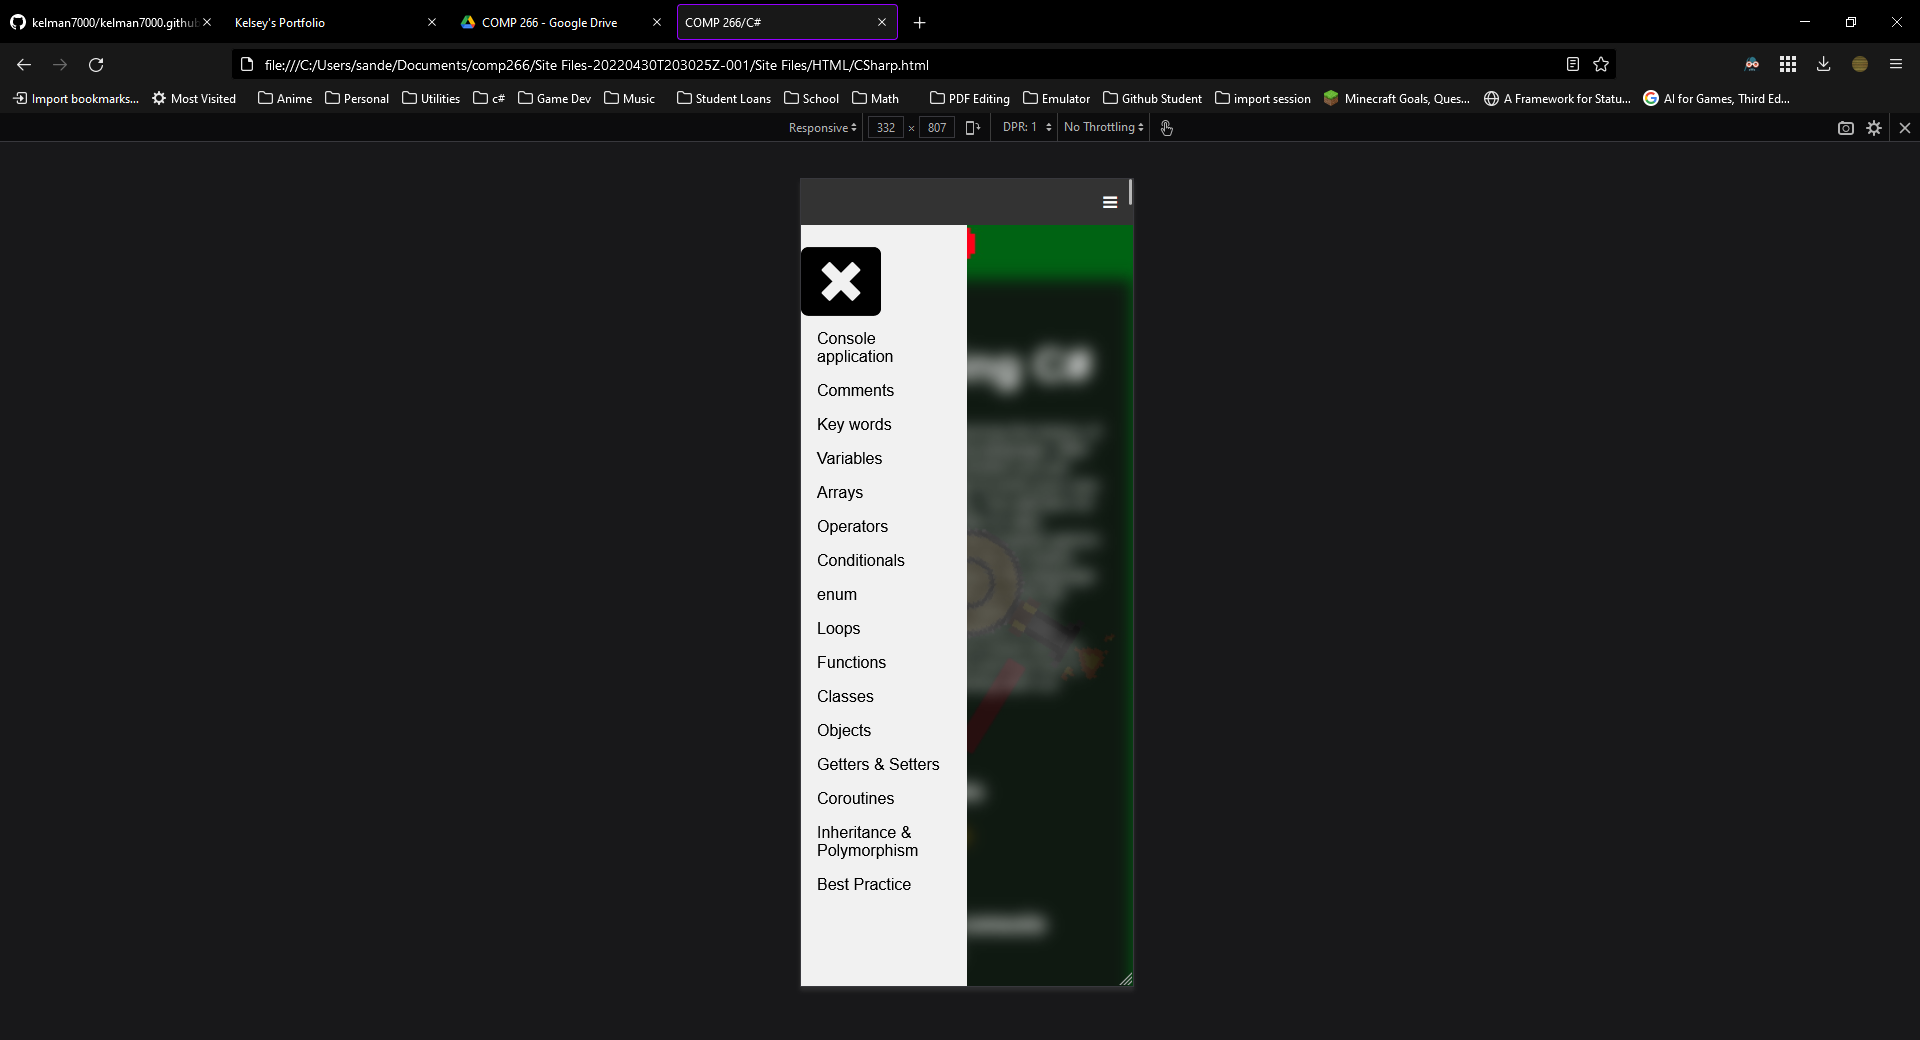 kelman7000/kelman7000.githu
Kelsey's Portfolio
COMP 266 - Google Drive
COMP 266/C#
file:///C:/Users/sande/Documents/comp266/Site Files-20220430T203025Z-001/Site Files/HTML/CSharp.html
Import bookmarks... Most Visited Anime Personal Utilities c# Game Dev Music Student Loans School Math PDF Editing Emulator Github Student import session Minecraft Goals, Ques... A Framework for Statu... AI for Games, Third Ed...
Responsive 332 × 807 DPR: 1 No Throttling
ng C#
Console
application
Comments
Key words
Variables
Arrays
Operators
Conditionals
enum
Loops
Functions
Classes
Objects
Getters & Setters
Coroutines
Inheritance &
Polymorphism
Best Practice